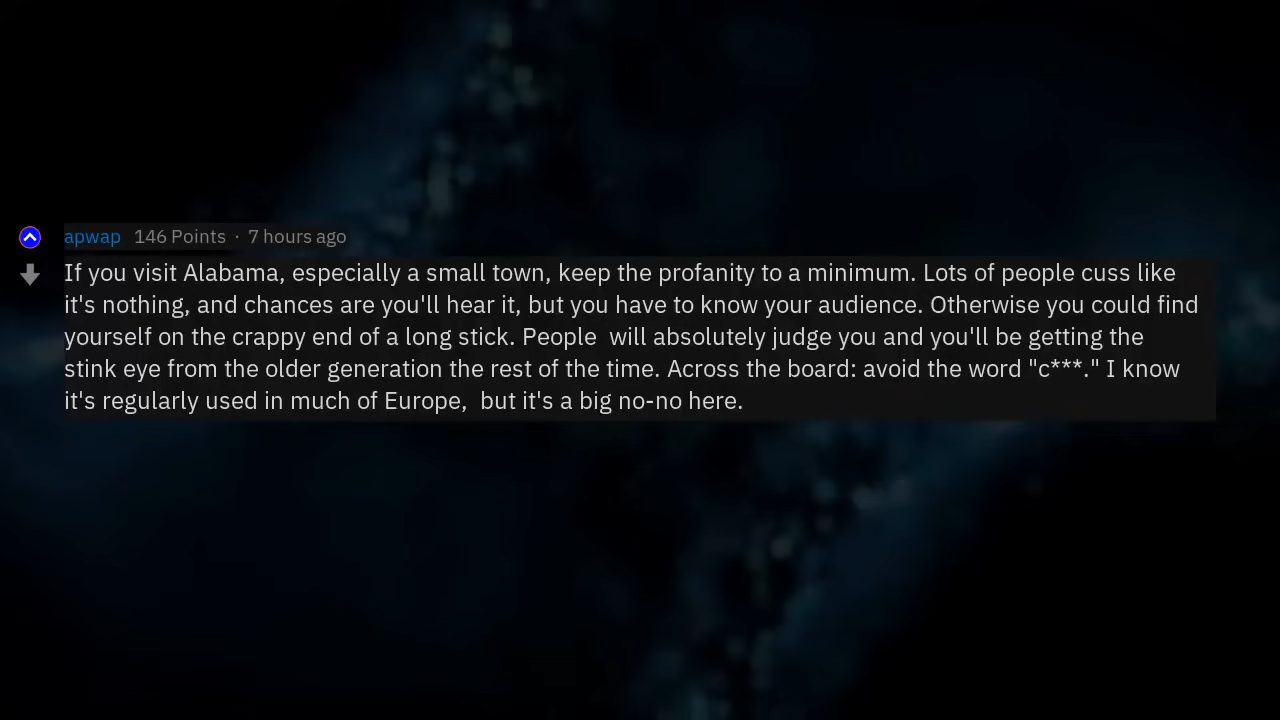 apwap 146 Points · 7 hours ago
If you visit Alabama, especially a small town, keep the profanity to a minimum. Lots of people cuss like
it's nothing, and chances are you'll hear it, but you have to know your audience. Otherwise you could find
yourself on the crappy end of a long stick. People  will absolutely judge you and you'll be getting the
stink eye from the older generation the rest of the time. Across the board: avoid the word "c***." I know
it's regularly used in much of Europe,  but it's a big no-no here.